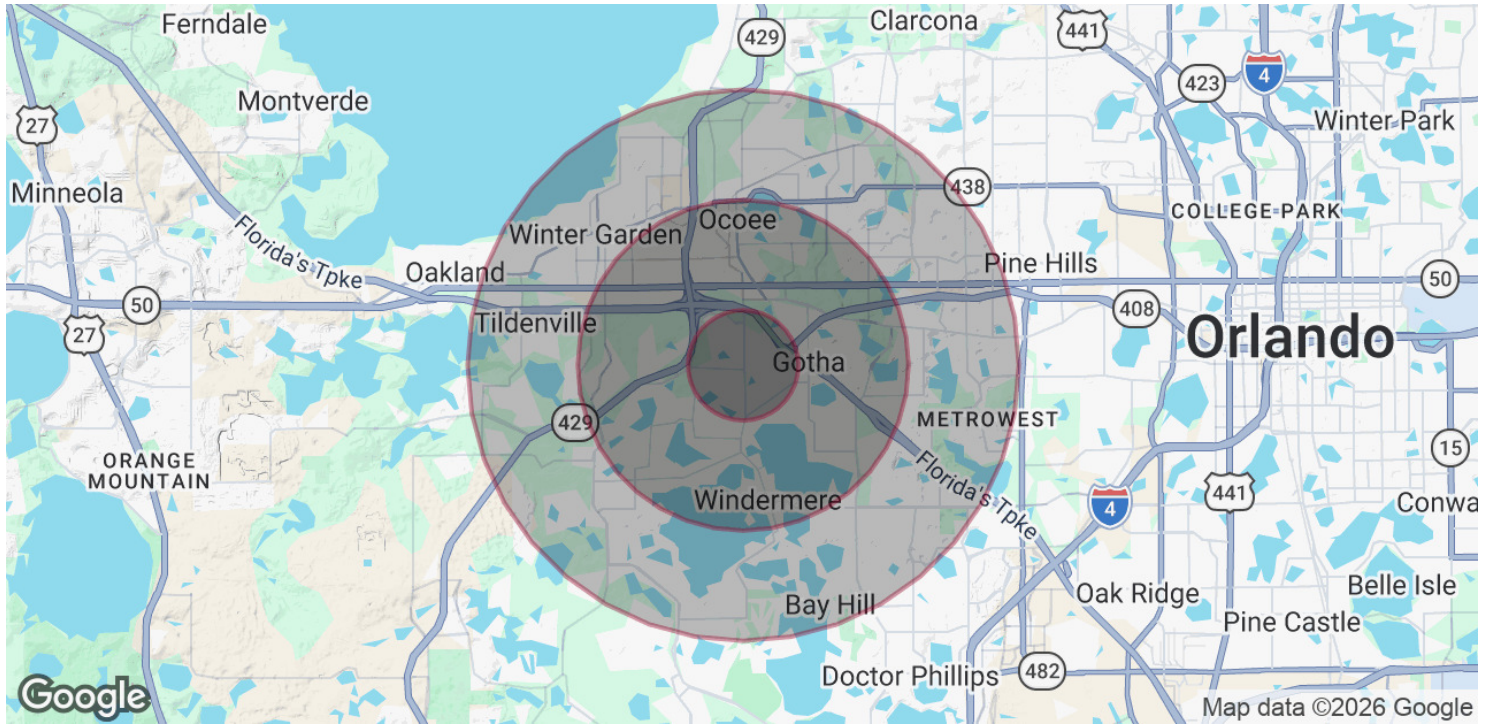 Ferndale
Clarcona
429
441
423
4
27
Montverde
Winter Park
Minneola
438
COLLEGE PARK
Ocoee
Winter Garden
Florida's Tpke
Oakland
Pine Hills
50
50
408
27
Tildenville
Orlando
Gotha
429
METROWEST
15
ORANGE
MOUNTAIN
Florida's Tpke
Windermere
441
4
Conwa
Bay Hill
Oak Ridge
Belle Isle
Pine Castle
Doctor Phillips
482
Google
Map data ©2026 Google